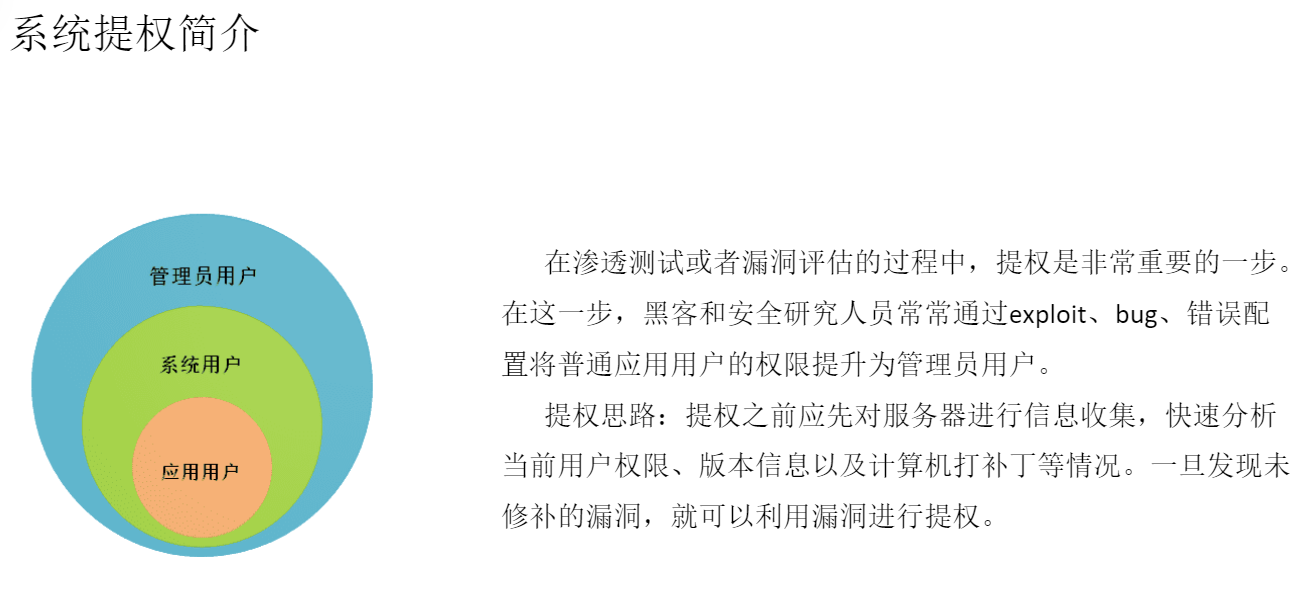 系统提权简介
管理员用户
系统用户
应用用户
在渗透测试或者漏洞评估的过程中，提权是非常重要的一步。
在这一步，黑客和安全研究人员常常通过exploit、bug、错误配
置将普通应用用户的权限提升为管理员用户。
提权思路：提权之前应先对服务器进行信息收集，快速分析
当前用户权限、版本信息以及计算机打补丁等情况。一旦发现未
修补的漏洞，就可以利用漏洞进行提权。